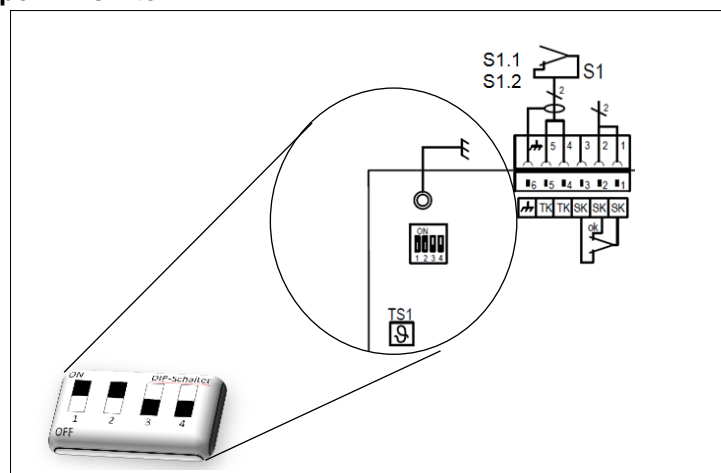 S1.1
S1.2
S1
2
2
5 4 3 2 1
6 5 4 3 2 1
TK TK SK SK SK
ok
ON
1 2 3 4
TS1
ϑ
ON DIP-Schalter
1 2 3 4
OFF